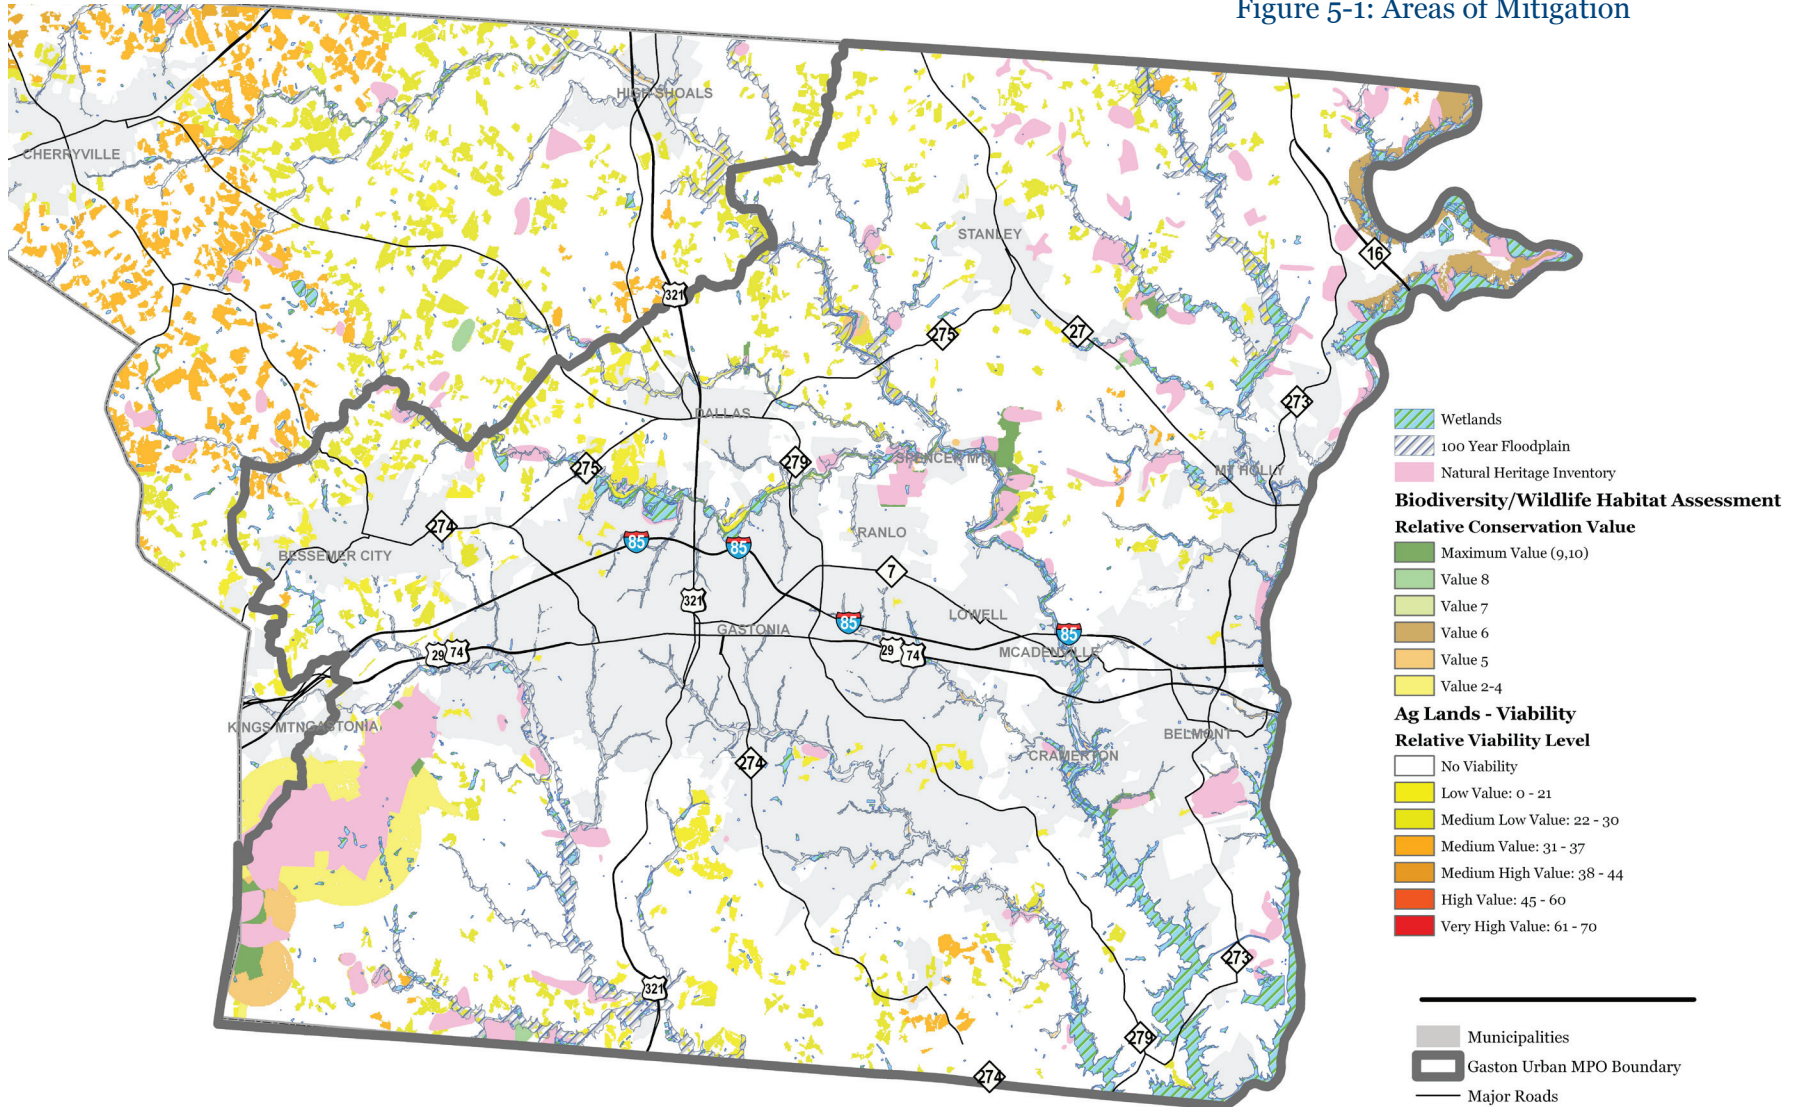 Figure 5-1: Areas of Mitigation
HIGH SHOALS
CHERRYVILLE
STANLEY
16
321
275
27
273
DALLAS
275
279
SPENCER MTN
MT HOLLY
274
RANLO
85
85
BESSEMER CITY
7
321
GASTONIA
85
LOWELL
85
29
74
29
74
MCADENVILLE
KINGS MTN
GASTONIA
BELMONT
CRAMERTON
274
273
321
279
274
Wetlands
100 Year Floodplain
Natural Heritage Inventory
Biodiversity/Wildlife Habitat Assessment
Relative Conservation Value
Maximum Value (9,10)
Value 8
Value 7
Value 6
Value 5
Value 2-4
Ag Lands - Viability
Relative Viability Level
No Viability
Low Value: 0 - 21
Medium Low Value: 22 - 30
Medium Value: 31 - 37
Medium High Value: 38 - 44
High Value: 45 - 60
Very High Value: 61 - 70
Municipalities
Gaston Urban MPO Boundary
Major Roads